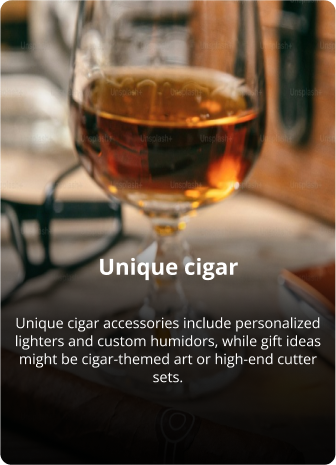 Unique cigar
Unique cigar accessories include personalized
lighters and custom humidors, while gift ideas
might be cigar-themed art or high-end cutter
sets.
Unsplash+